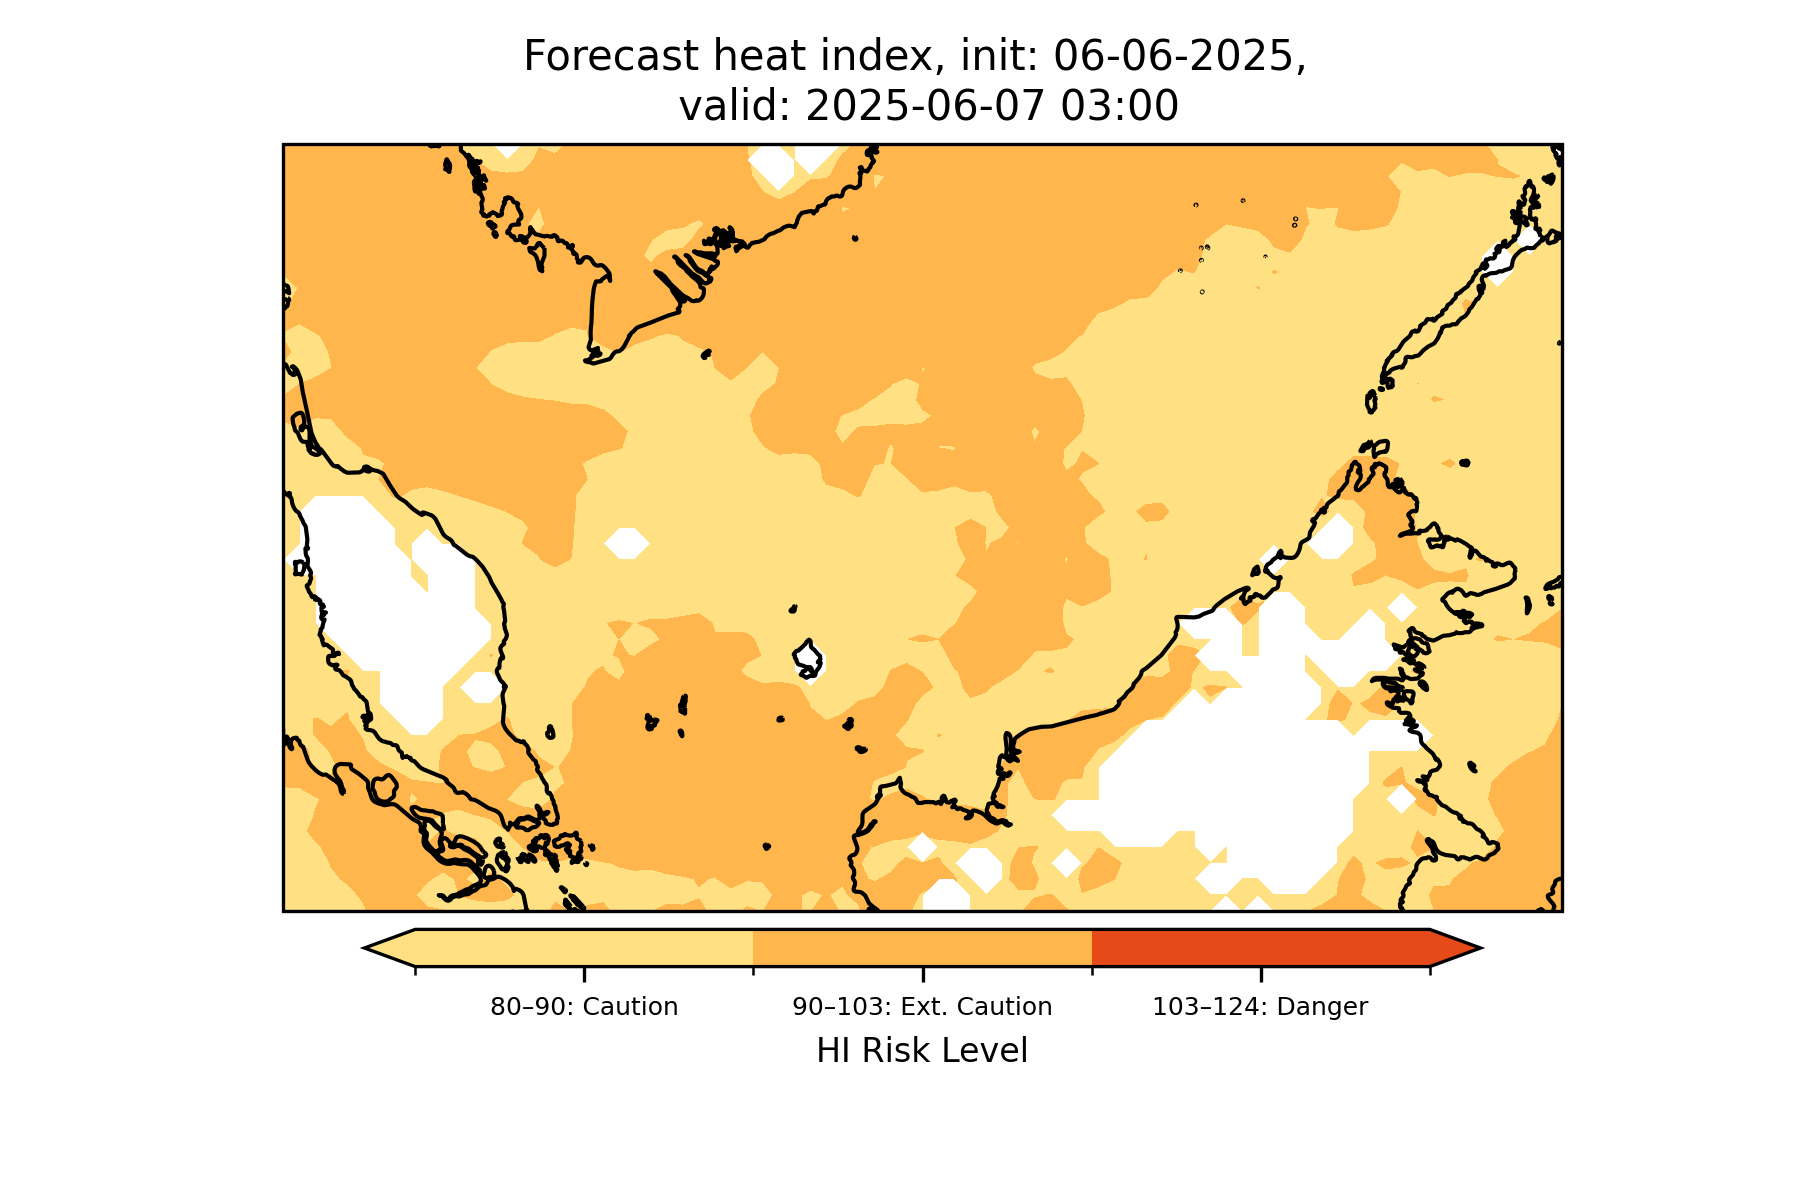 Forecast heat index, init: 06-06-2025,
valid: 2025-06-07 03:00
80–90: Caution
90–103: Ext. Caution
103–124: Danger
HI Risk Level